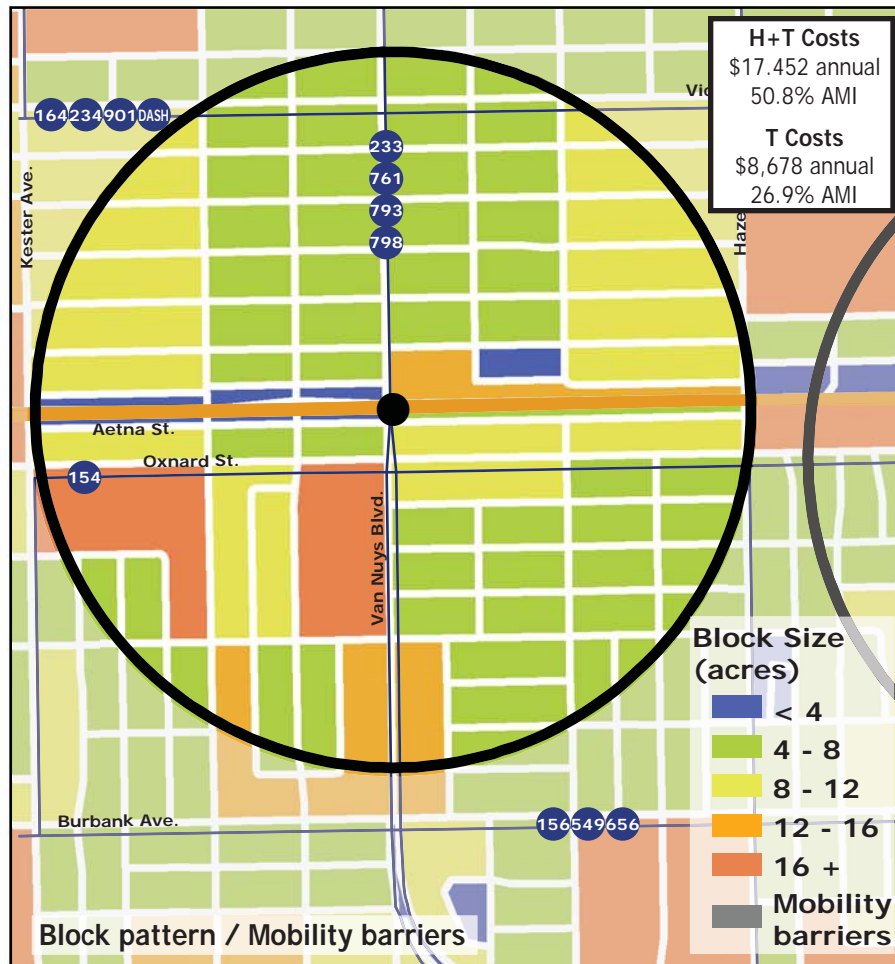 H+T Costs
$17.452 annual
50.8% AMI
T Costs
$8,678 annual
26.9% AMI
164 234 901 DASH
233
761
793
798
Kester Ave.
Aetna St.
Oxnard St.
154
Van Nuys Blvd.
Burbank Ave.
156 549 656
Block Size
(acres)
< 4
4 - 8
8 - 12
12 - 16
16 +
Mobility
barriers
Block pattern / Mobility barriers